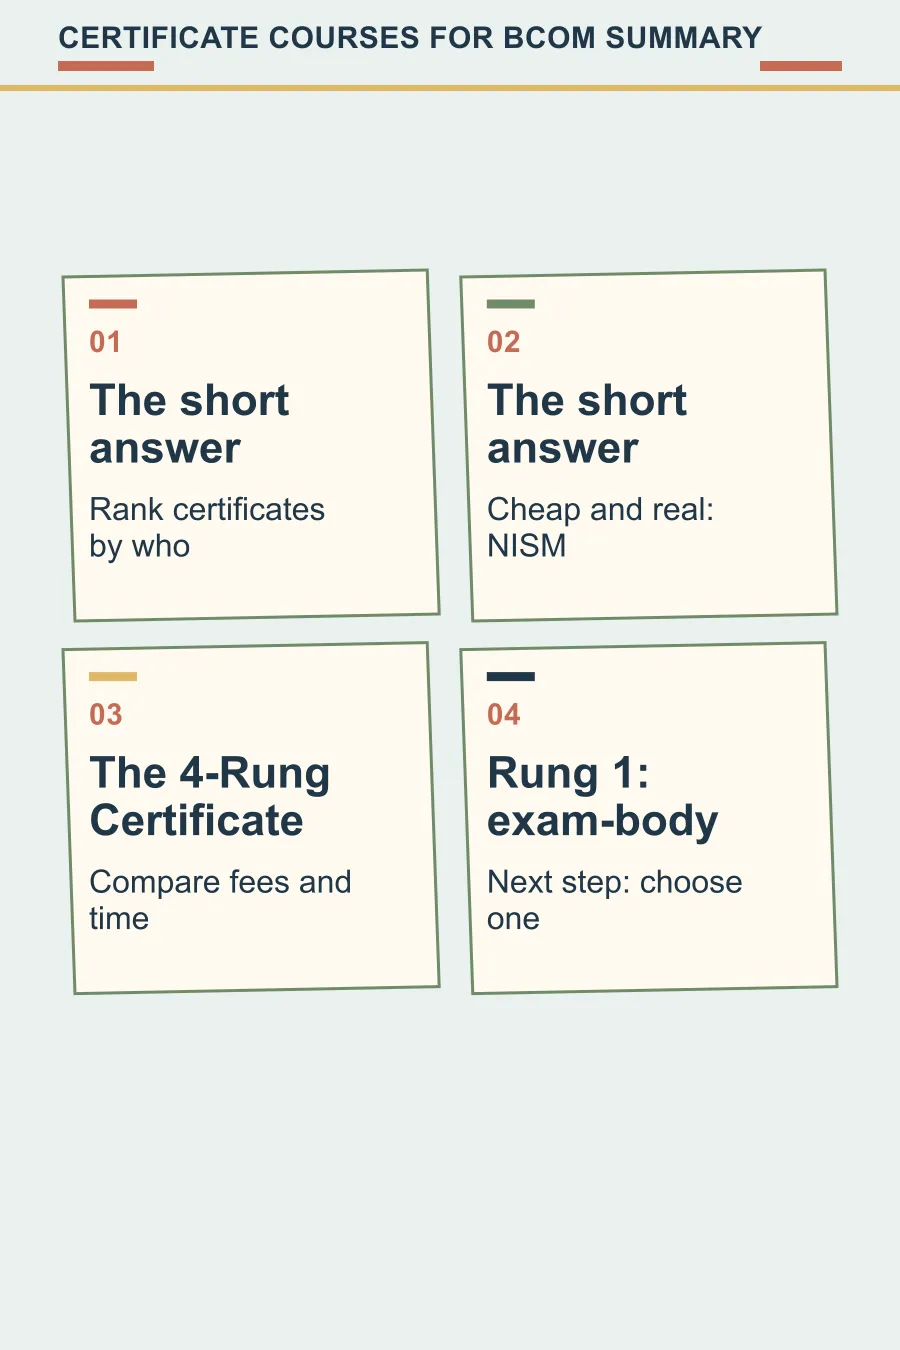 CERTIFICATE COURSES FOR BCOM SUMMARY
01
The short
answer
Rank certificates
by who
02
The short
answer
Cheap and real:
NISM
03
The 4-Rung
Certificate
Compare fees and
time
04
Rung 1:
exam-body
Next step: choose
one